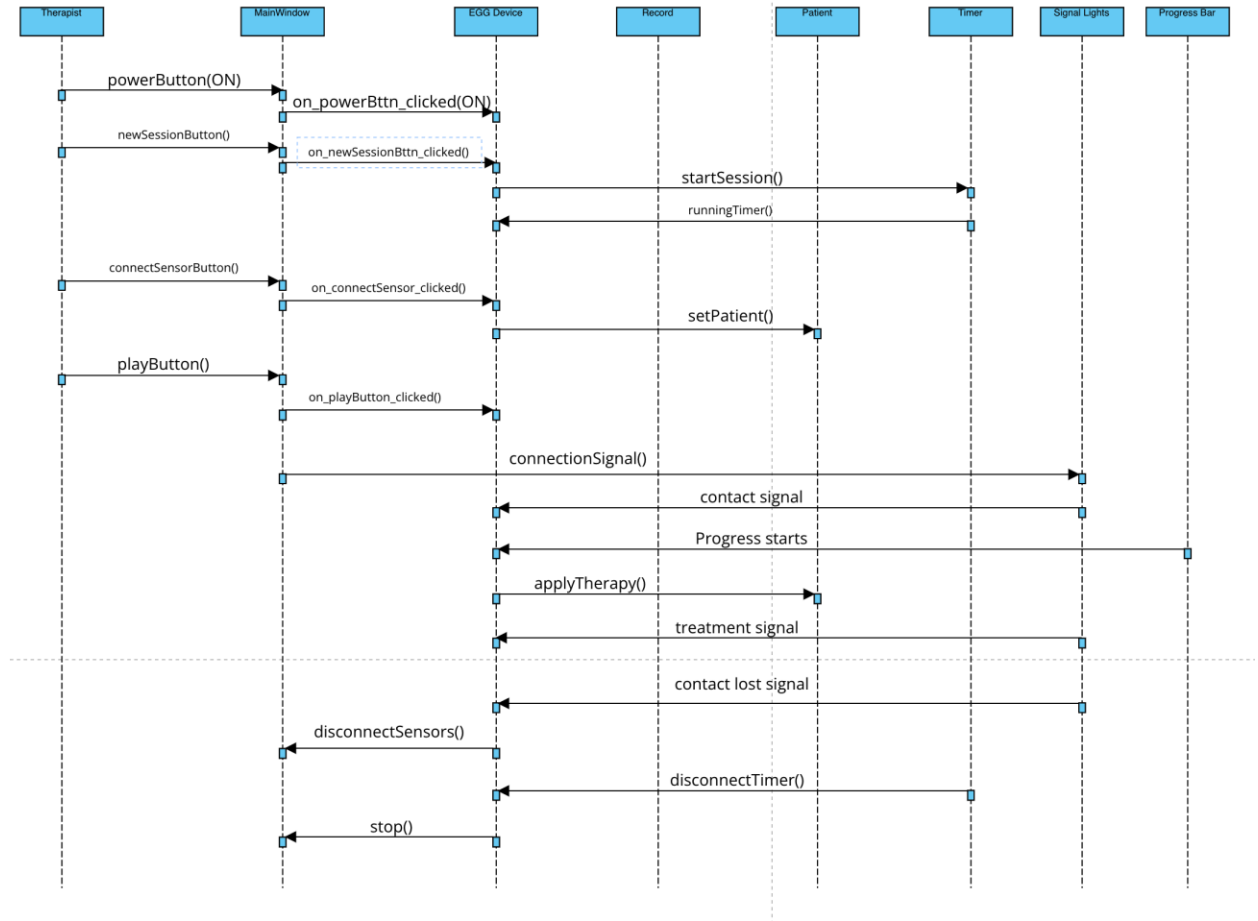 Therapist
MainWindow
EGG Device
Record
Patient
Timer
Signal Lights
Progress Bar
powerButton(ON)
on_powerBttn_clicked(ON)
newSessionButton()
on_newSessionBttn_clicked()
startSession()
runningTimer()
connectSensorButton()
on_connectSensor_clicked()
setPatient()
playButton()
on_playButton_clicked()
connectionSignal()
contact signal
Progress starts
applyTherapy()
treatment signal
contact lost signal
disconnectSensors()
disconnectTimer()
stop()